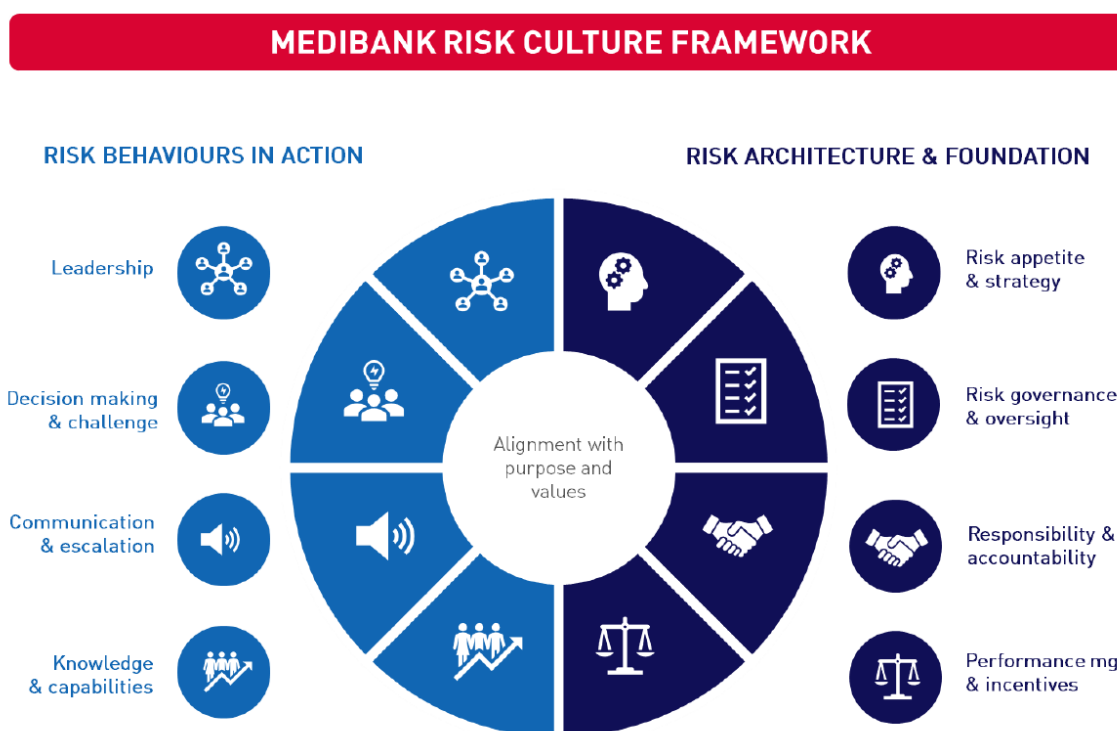 MEDIBANK RISK CULTURE FRAMEWORK
RISK BEHAVIOURS IN ACTION
Leadership
Decision making
& challenge
Communication
& escalation
Knowledge
& capabilities
Alignment with
purpose and
values
RISK ARCHITECTURE & FOUNDATION
Risk appetite
& strategy
Risk governance
& oversight
Responsibility &
accountability
Performance mg
& incentives